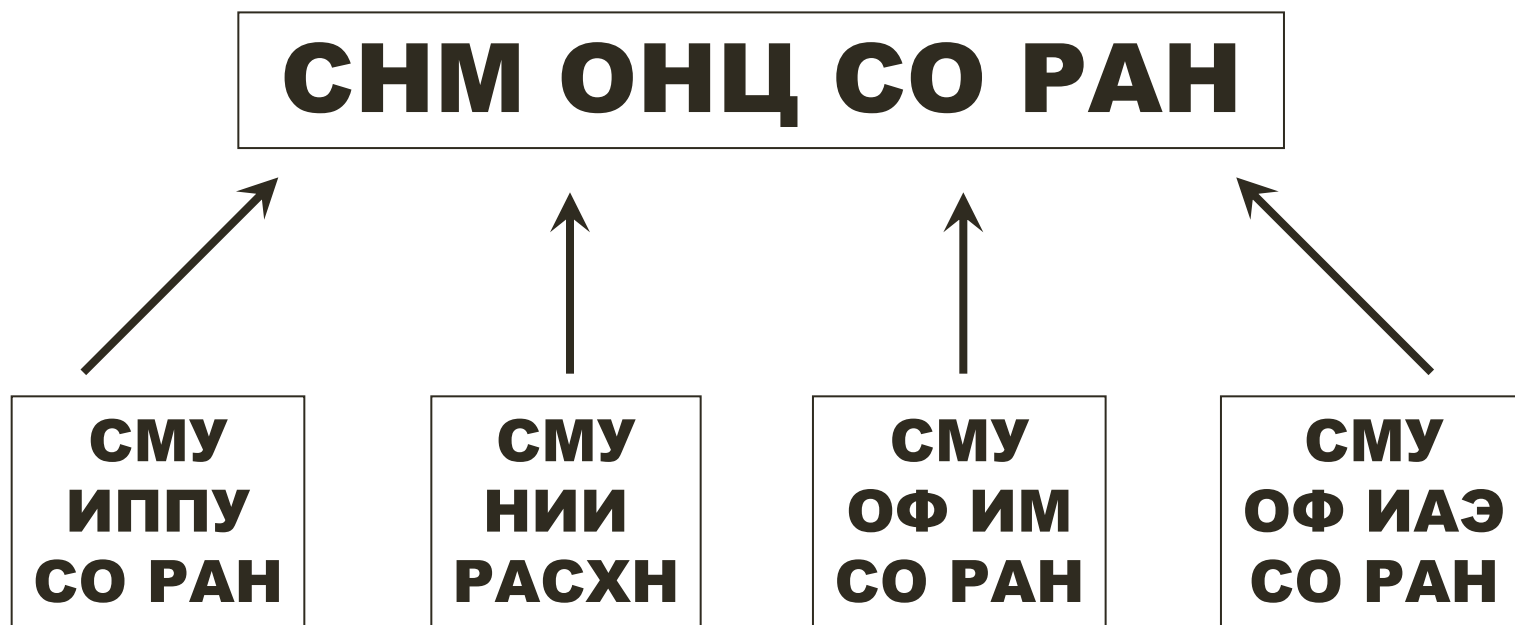 СНМ ОНЦ СО РАН
СМУ
ИППУ
СО РАН
СМУ
НИИ
РАСХН
СМУ
ОФ ИМ
СО РАН
СМУ
ОФ ИАЭ
СО РАН